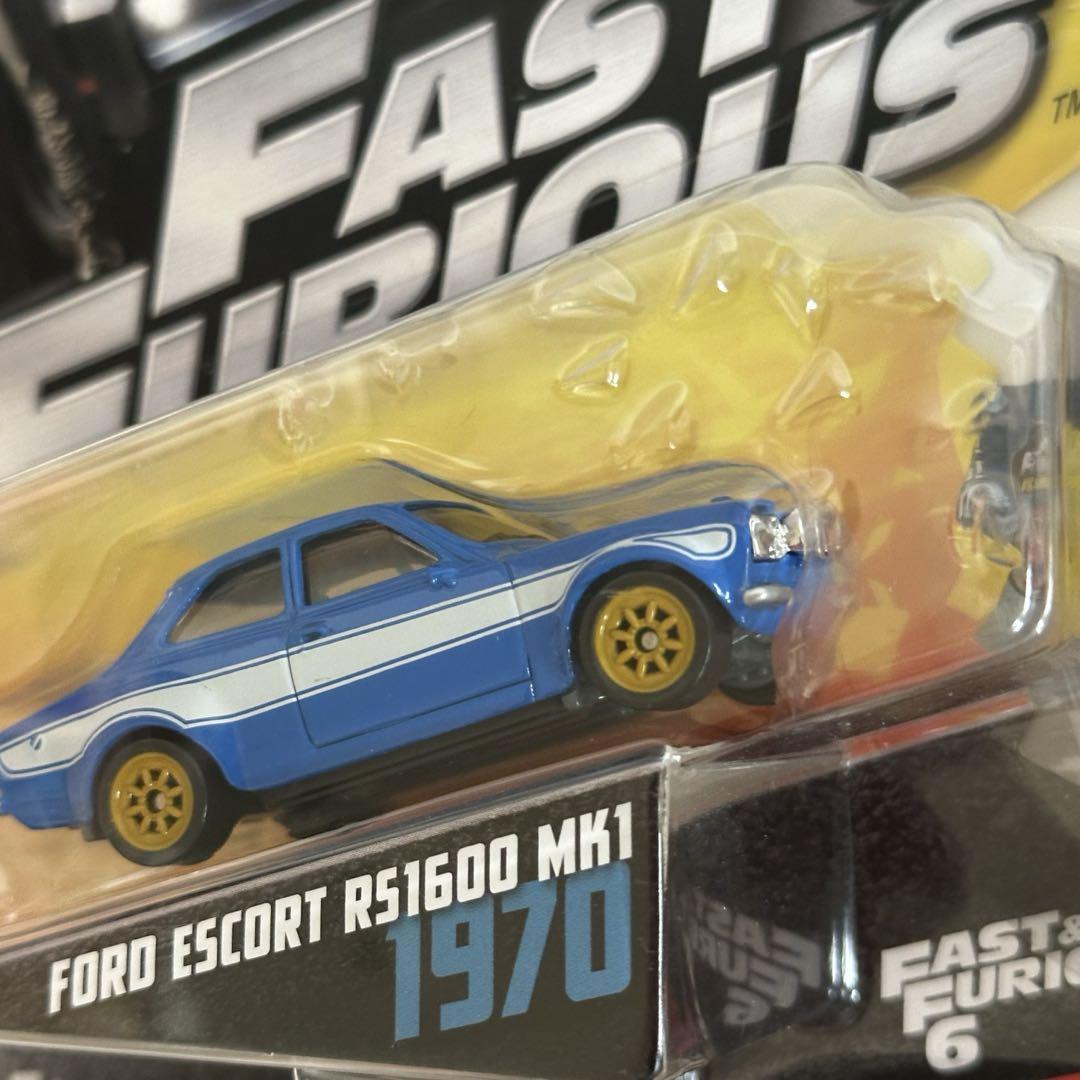 FAST
FURIOUS
TM
FORD ESCORT RS1600 MK1
1970
FAST &
FURIO
6